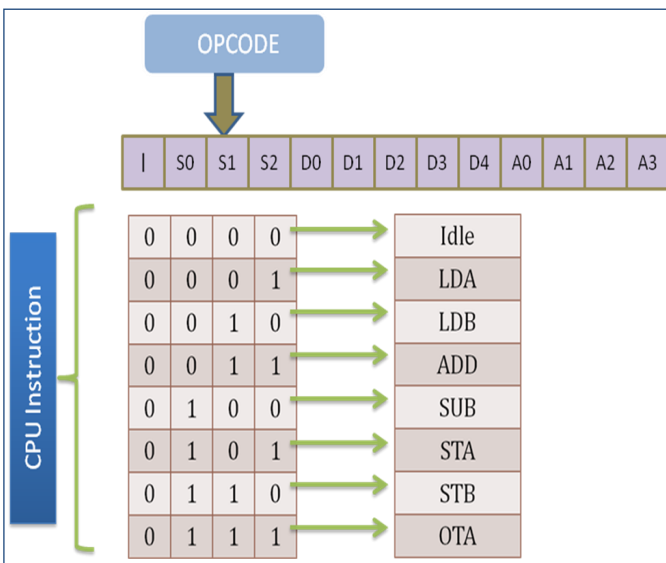 OPCODE
I S0 S1 S2 D0 D1 D2 D3 D4 A0 A1 A2 A3
CPU Instruction
0 0 0 0 Idle
0 0 0 1 LDA
0 0 1 0 LDB
0 0 1 1 ADD
0 1 0 0 SUB
0 1 0 1 STA
0 1 1 0 STB
0 1 1 1 OTA